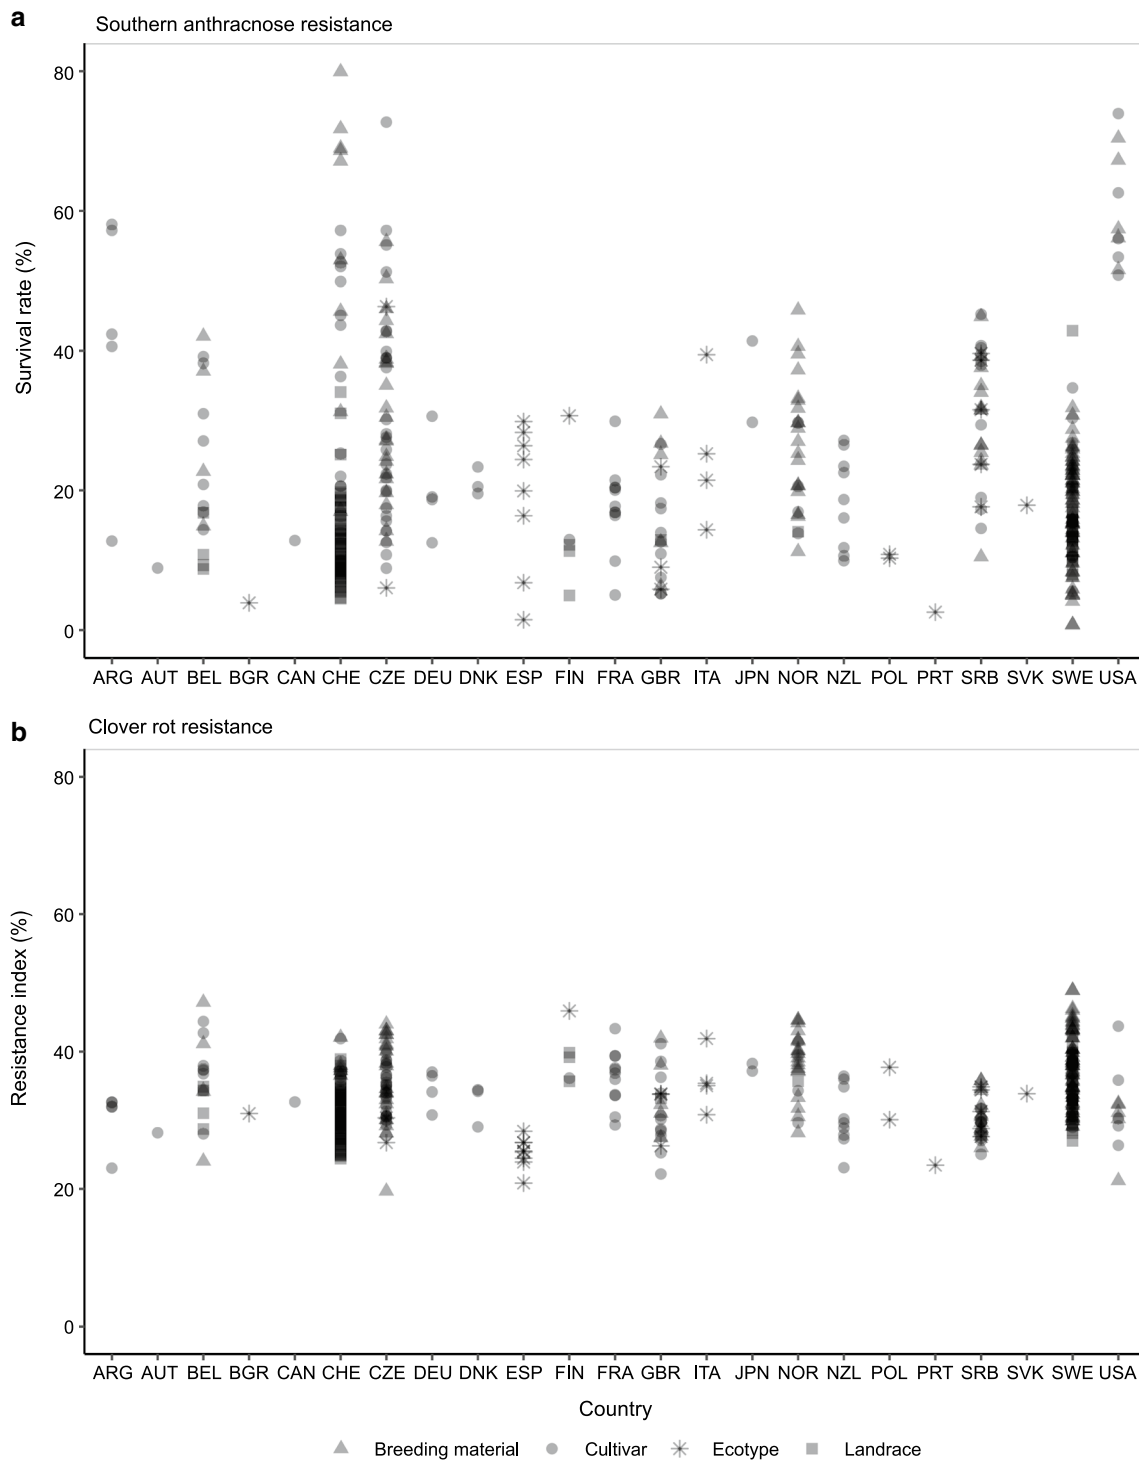 a
Southern anthracnose resistance
80
60
40
20
0
Survival rate (%)
ARG AUT BEL BGR CAN CHE CZE DEU DNK ESP FIN FRA GBR ITA JPN NOR NZL POL PRT SRB SVK SWE USA
b
Clover rot resistance
80
60
40
20
0
Resistance index (%)
ARG AUT BEL BGR CAN CHE CZE DEU DNK ESP FIN FRA GBR ITA JPN NOR NZL POL PRT SRB SVK SWE USA
Country
Breeding material Cultivar Ecotype Landrace